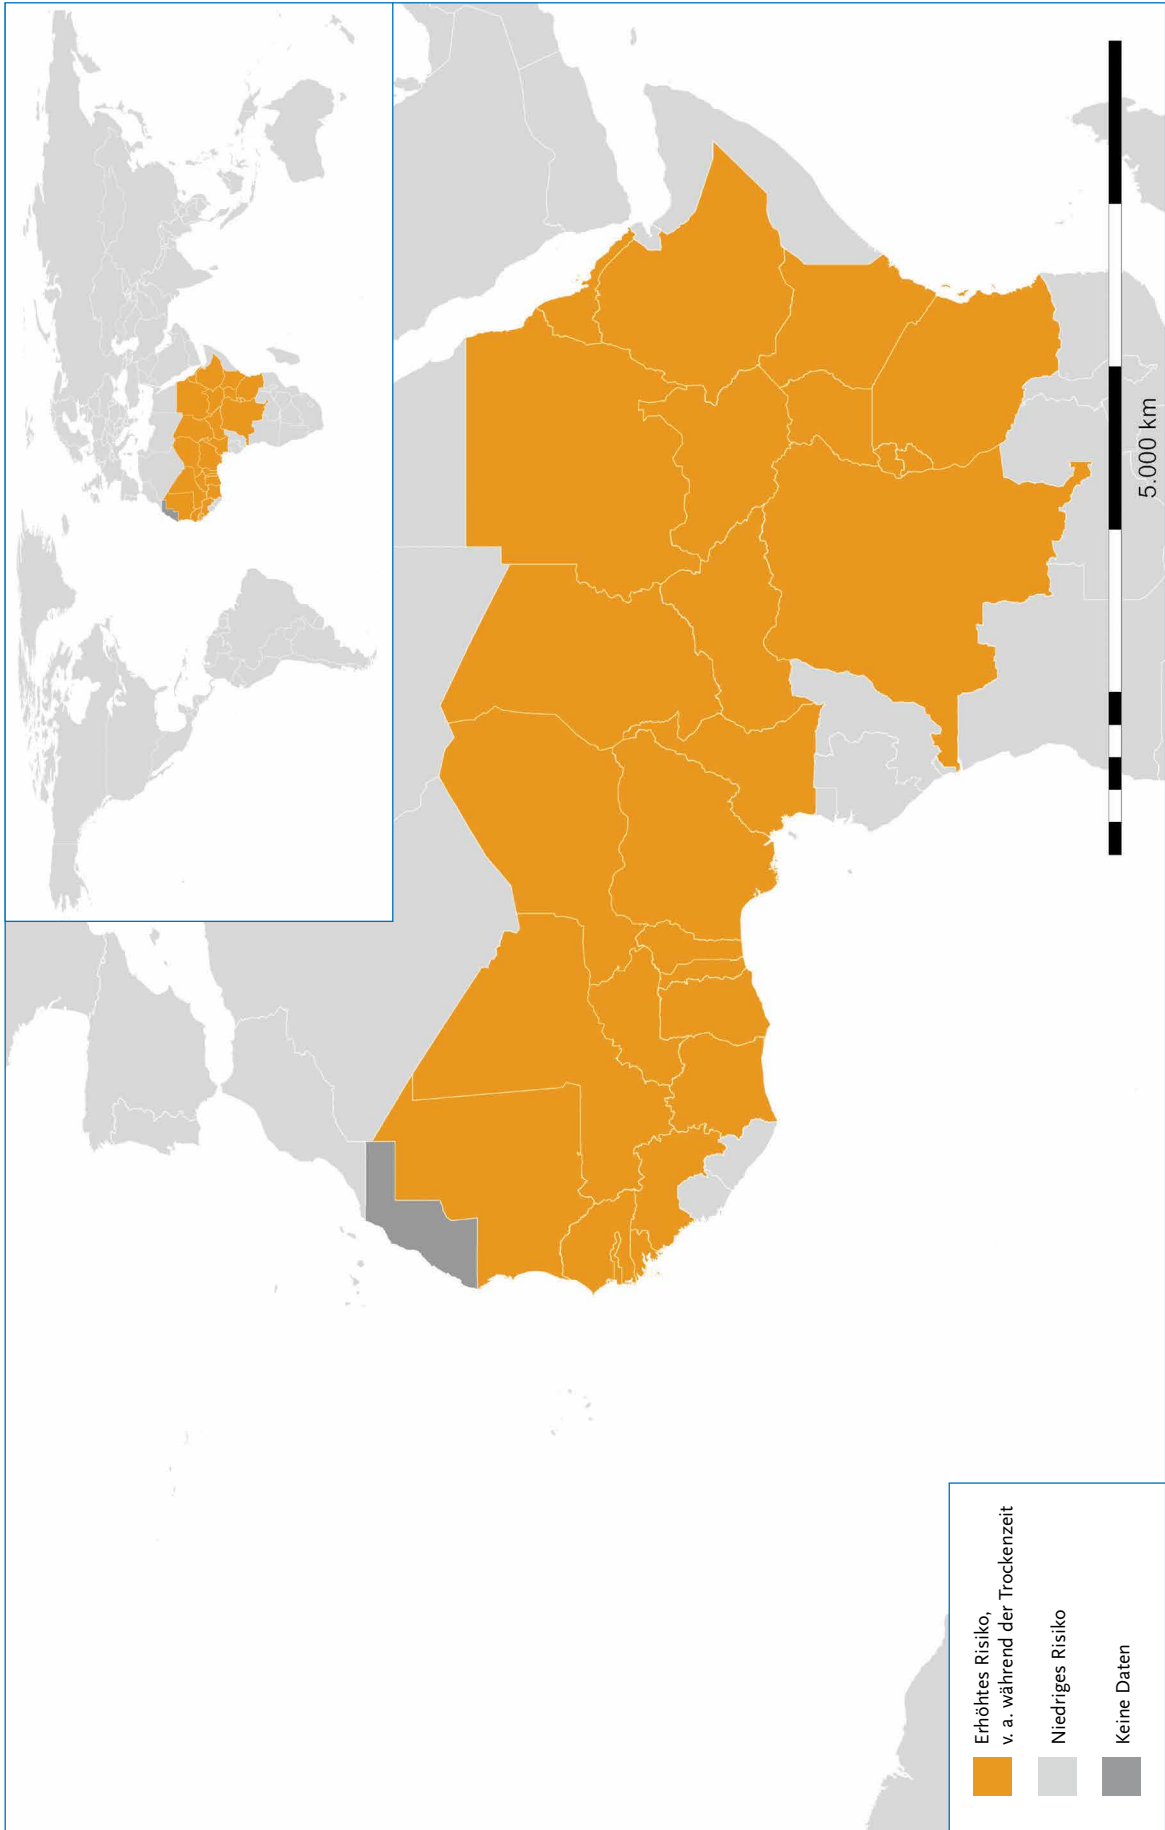 Erhöhtes Risiko,
v. a. während der Trockenzeit
Niedriges Risiko
Keine Daten
5.000 km